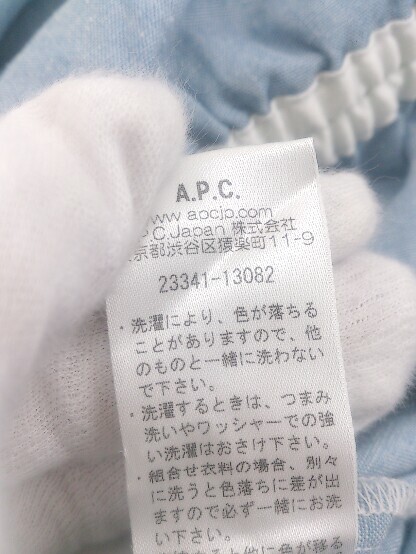 A.P.C.
www.apcjp.com
P.C.Japan 株式会社
京都渋谷区猿楽町11-9
23341-13082
・洗濯により、色が落ちる
ことがありますので、他
のものと一緒に洗わない
で下さい。
・洗濯するときは、つまみ
洗いやワッシャーでの強
い洗濯はおさけ下さい。
・組合せ衣料の場合、別々
に洗うと色落ちに差が出
ますので必ず一緒にお洗
い下さい。
色が移る